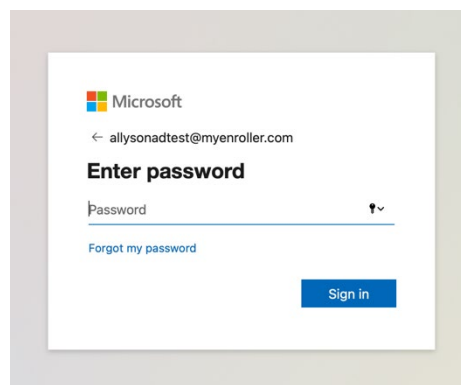 Microsoft
← allysonadtest@myenroller.com
Enter password
Password
Forgot my password
Sign in